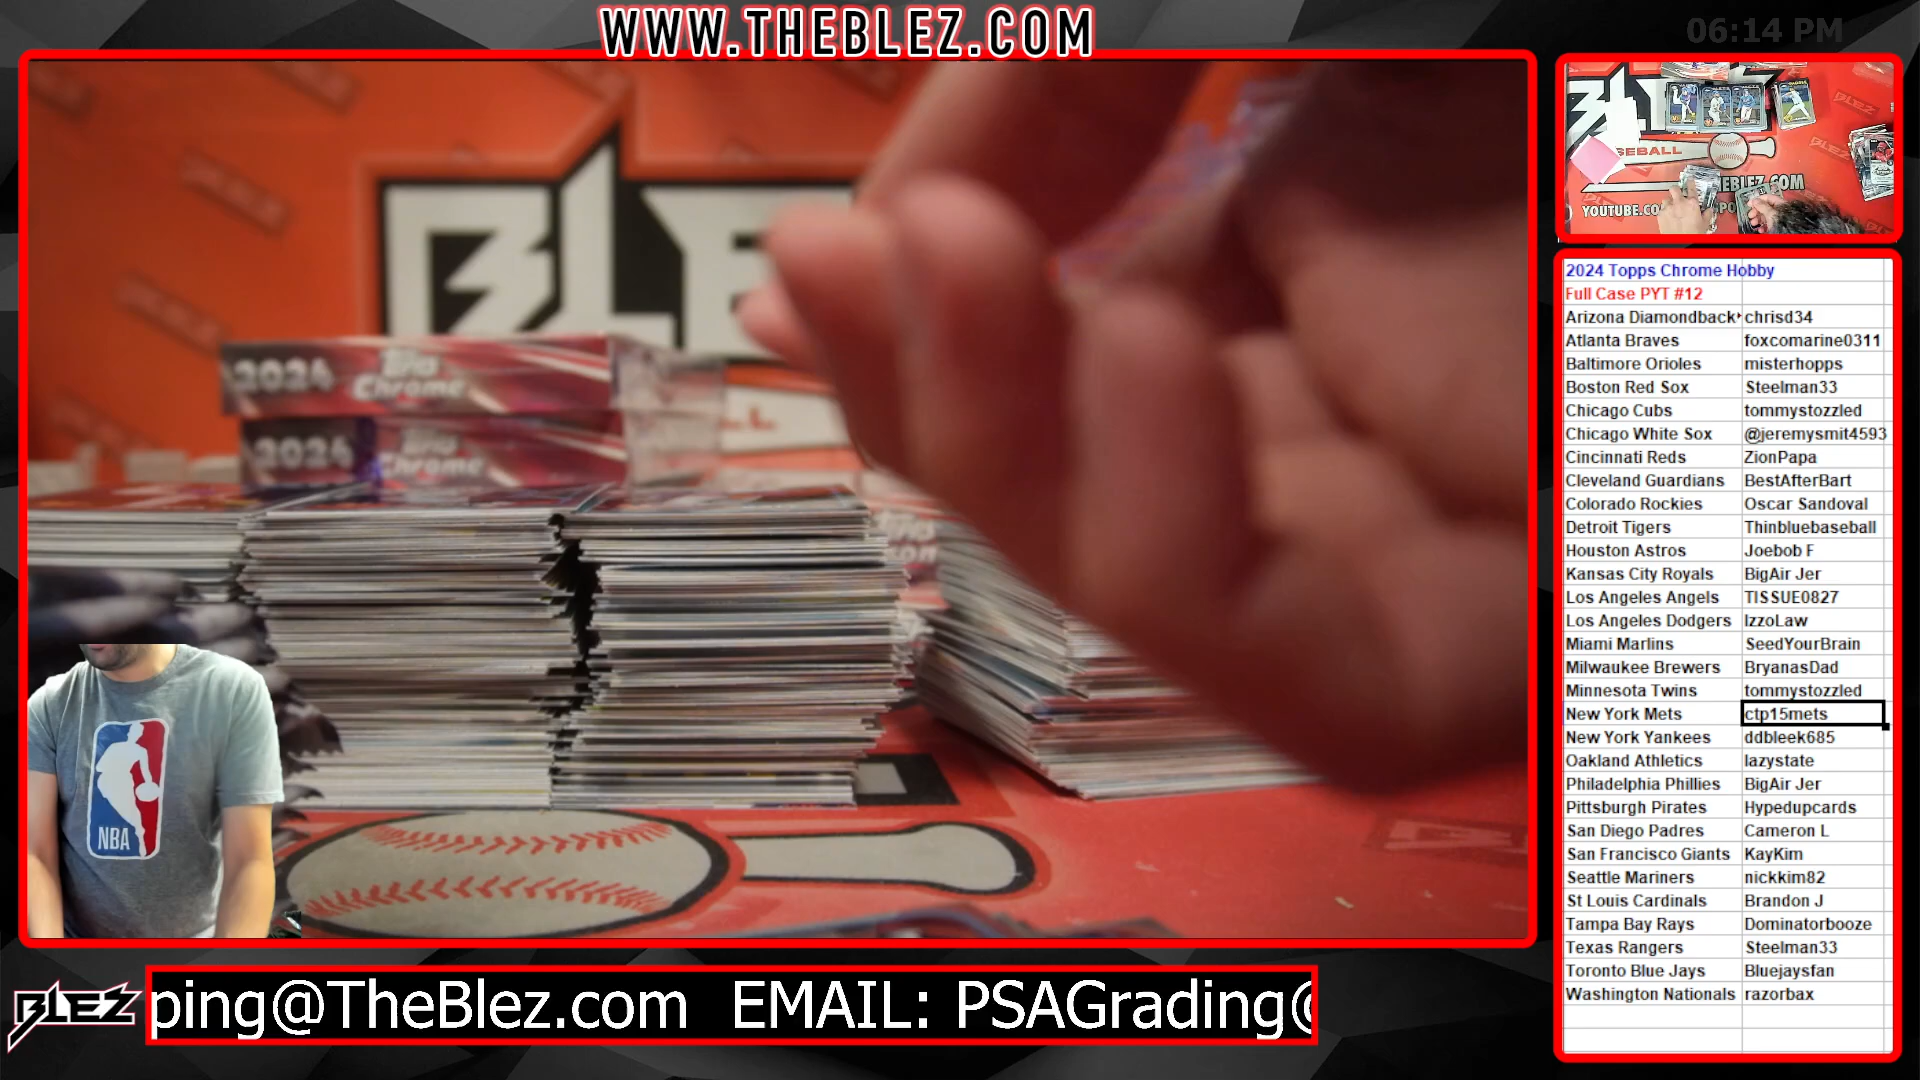 WWW.THEBLEZ.COM
06:14 PM
BLE
2024 Chrome
2024 Chrome
NBA
BLEZ
SEBALL
YOUTUBE.CO
2024 Topps Chrome Hobby
Full Case PYT #12
Arizona Diamondback chrisd34
Atlanta Braves foxcomarine0311
Baltimore Orioles misterhopps
Boston Red Sox Steelman33
Chicago Cubs tommystozzled
Chicago White Sox @jeremysmit4593
Cincinnati Reds ZionPapa
Cleveland Guardians BestAfterBart
Colorado Rockies Oscar Sandoval
Detroit Tigers Thinbluebaseball
Houston Astros Joebob F
Kansas City Royals BigAir Jer
Los Angeles Angels TISSUE0827
Los Angeles Dodgers IzzoLaw
Miami Marlins SeedYourBrain
Milwaukee Brewers BryanasDad
Minnesota Twins tommystozzled
New York Mets ctp15mets
New York Yankees ddbleek685
Oakland Athletics lazystate
Philadelphia Phillies BigAir Jer
Pittsburgh Pirates Hypedupcards
San Diego Padres Cameron L
San Francisco Giants KayKim
Seattle Mariners nickkim82
St Louis Cardinals Brandon J
Tampa Bay Rays Dominatorbooze
Texas Rangers Steelman33
Toronto Blue Jays Bluejaysfan
Washington Nationals razorbax
BLEZ
ping@TheBlez.com EMAIL: PSAGrading@